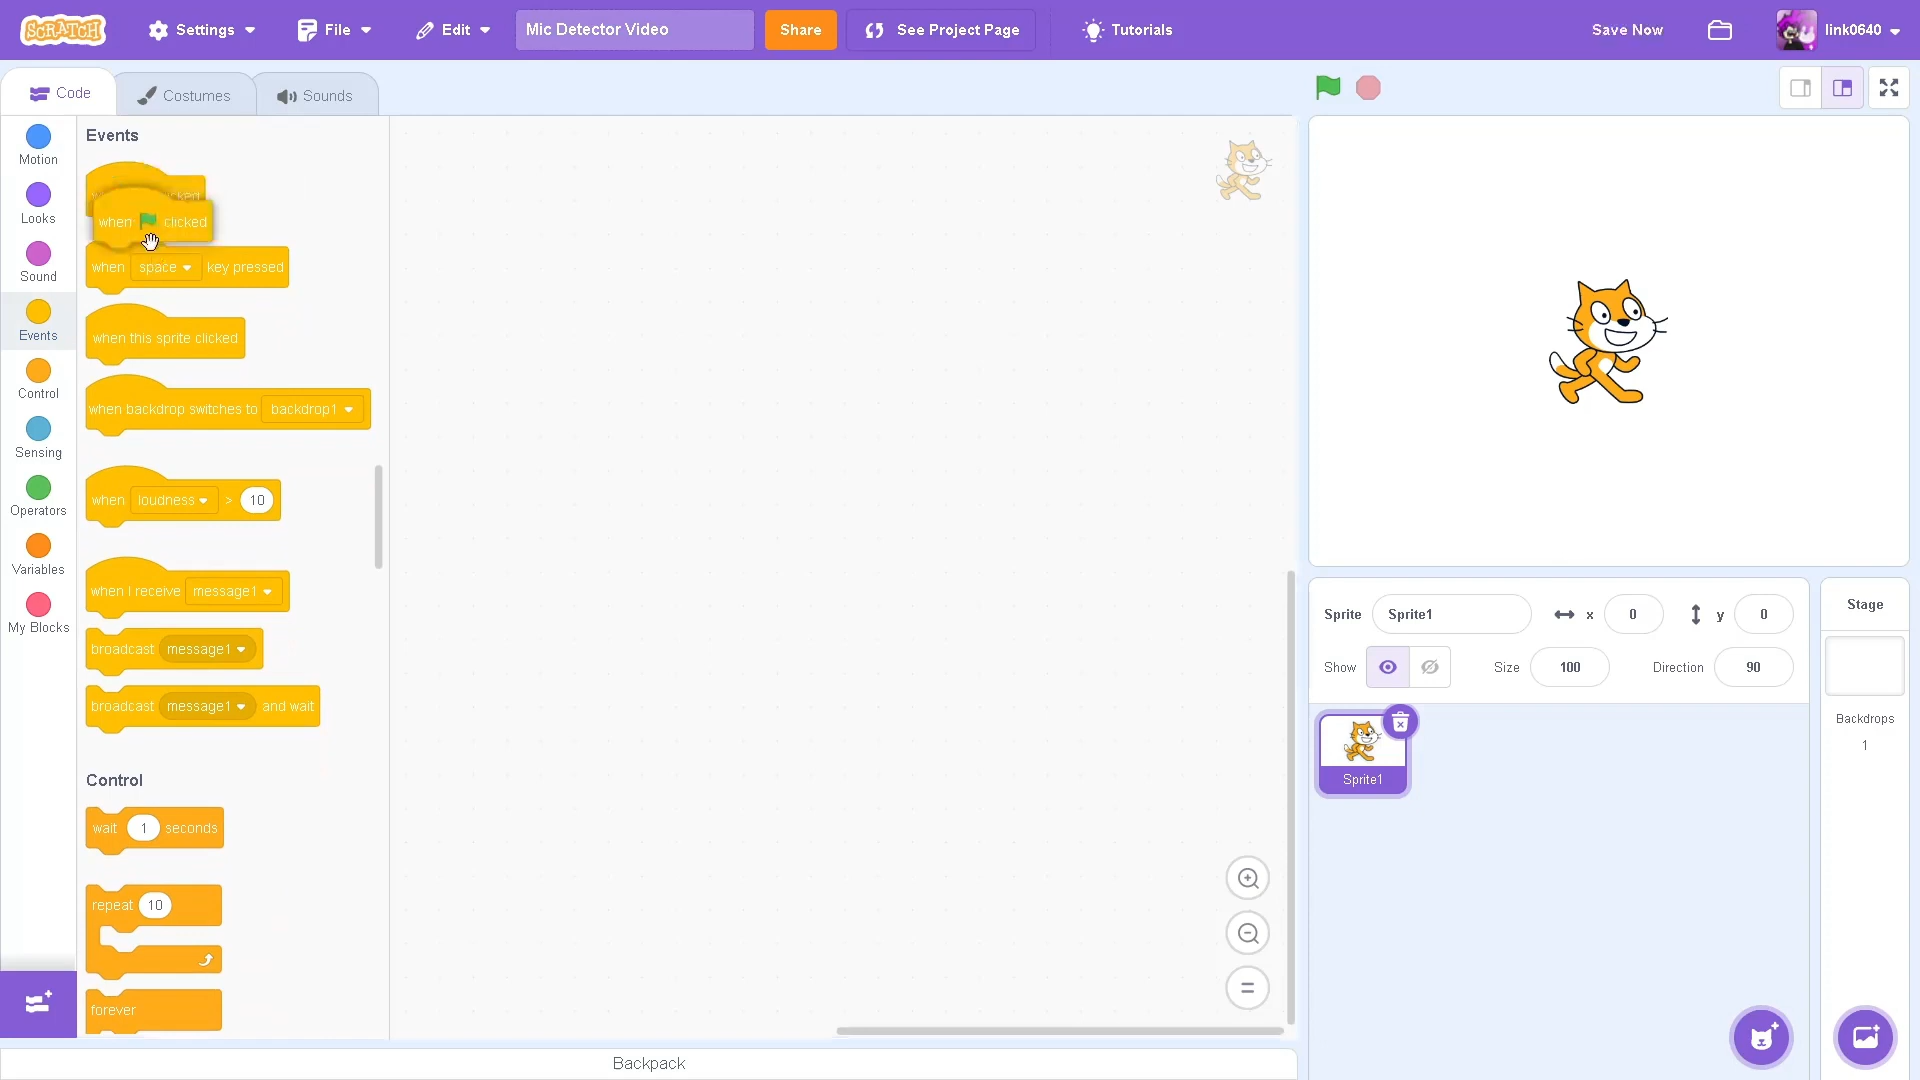 SCRATCH
Settings
File
Edit
Mic Detector Video
Share
See Project Page
Tutorials
Save Now
link0640
Code
Costumes
Sounds
Motion
Looks
Sound
Events
Control
Sensing
Operators
Variables
My Blocks
Events
when clicked
when space key pressed
when this sprite clicked
when backdrop switches to backdrop1
when loudness > 10
when I receive message1
broadcast message1
broadcast message1 and wait
Control
wait 1 seconds
repeat 10
forever
Sprite Sprite1 x 0 y 0
Show Size 100 Direction 90
Sprite1
Stage
Backdrops
1
Backpack